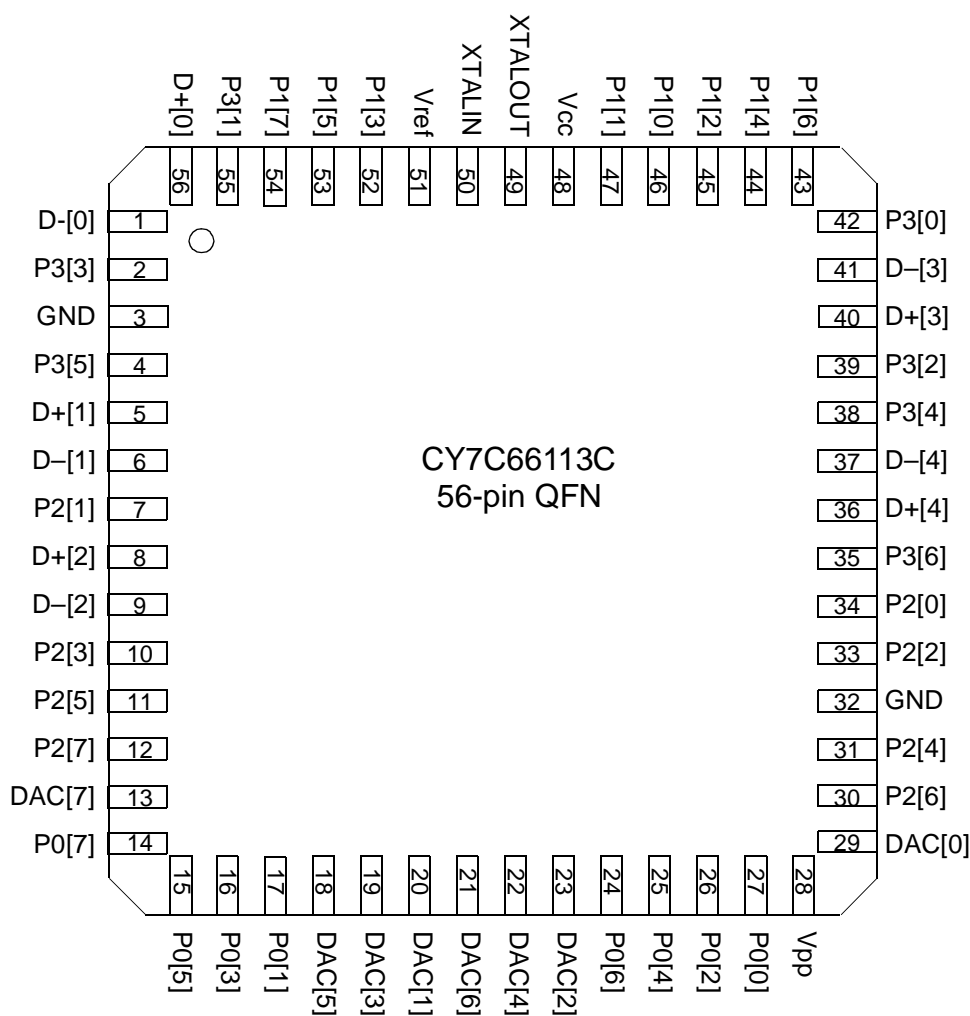 D+[0] P3[1] P1[7] P1[5] P1[3] Vref XTALIN XTALOUT Vcc P1[1] P1[0] P1[2] P1[4] P1[6]
56 55 54 53 52 51 50 49 48 47 46 45 44 43
D-[0] 1 42 P3[0]
P3[3] 2 41 D–[3]
GND 3 40 D+[3]
P3[5] 4 39 P3[2]
D+[1] 5 38 P3[4]
D–[1] 6 37 D–[4]
P2[1] 7 36 D+[4]
D+[2] 8 35 P3[6]
D–[2] 9 34 P2[0]
P2[3] 10 33 P2[2]
P2[5] 11 32 GND
P2[7] 12 31 P2[4]
DAC[7] 13 30 P2[6]
P0[7] 14 29 DAC[0]
CY7C66113C
56-pin QFN
15 16 17 18 19 20 21 22 23 24 25 26 27 28
P0[5] P0[3] P0[1] DAC[5] DAC[3] DAC[1] DAC[6] DAC[4] DAC[2] P0[6] P0[4] P0[2] P0[0] Vpp